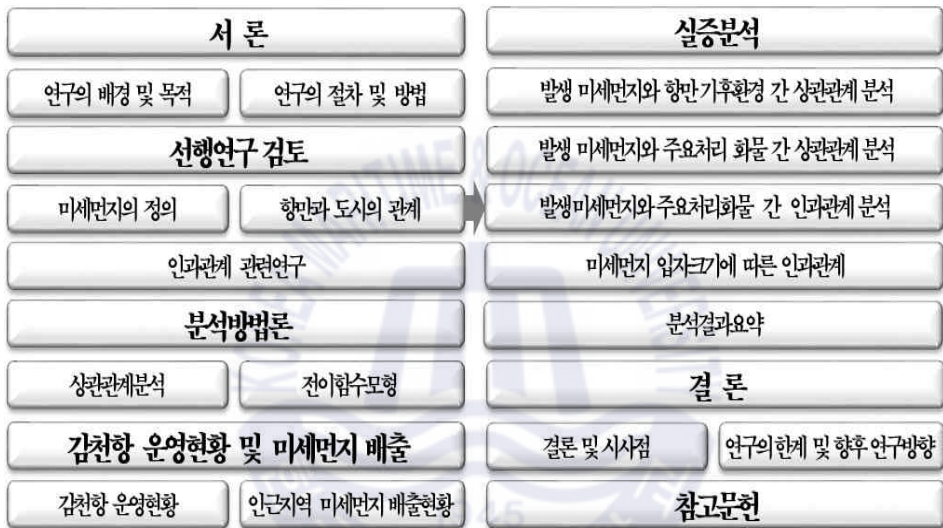 서 론
연구의 배경 및 목적
연구의 절차 및 방법
선행연구 검토
미세먼지의 정의
항만과 도시의 관계
인과관계 관련연구
분석방법론
상관관계분석
전이함수모형
감천항 운영현황 및 미세먼지 배출
감천항 운영현황
인근지역 미세먼지 배출현황
실증분석
발생 미세먼지와 항만 기후환경 간 상관관계 분석
발생 미세먼지와 주요처리 화물 간 상관관계 분석
발생미세먼지와 주요처리화물 간 인과관계 분석
미세먼지 입자크기에 따른 인과관계
분석결과요약
결 론
결론 및 시사점
연구의 한계 및 향후 연구방향
참고문헌
KOREA MARITIME & OCEAN UNIVERSITY
1945